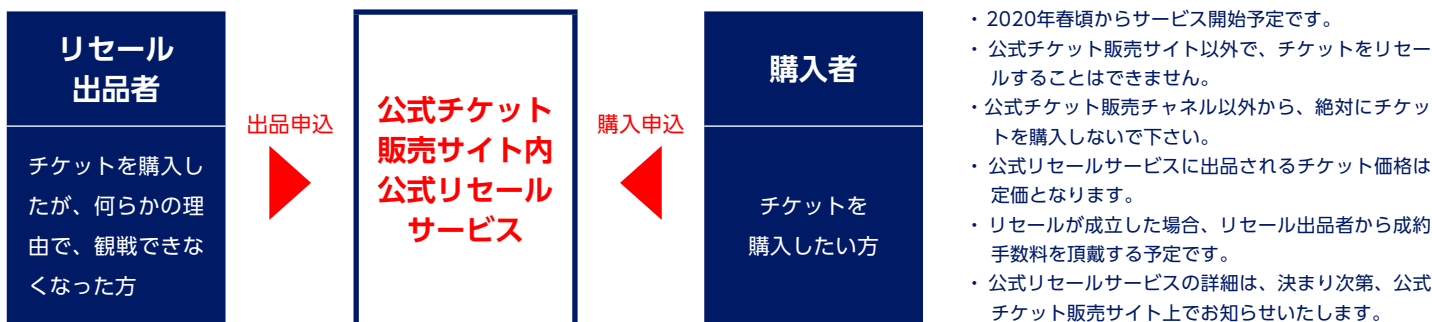 リセール
出品者
チケットを購入し
たが、何らかの理
由で、観戦できな
くなった方
出品申込
公式チケット
販売サイト内
公式リセール
サービス
購入申込
購入者
チケットを
購入したい方
・2020年春頃からサービス開始予定です。
・公式チケット販売サイト以外で、チケットをリセー
ルすることはできません。
・公式チケット販売チャネル以外から、絶対にチケッ
トを購入しないで下さい。
・公式リセールサービスに出品されるチケット価格は
定価となります。
・リセールが成立した場合、リセール出品者から成約
手数料を頂戴する予定です。
・公式リセールサービスの詳細は、決まり次第、公式
チケット販売サイト上でお知らせいたします。